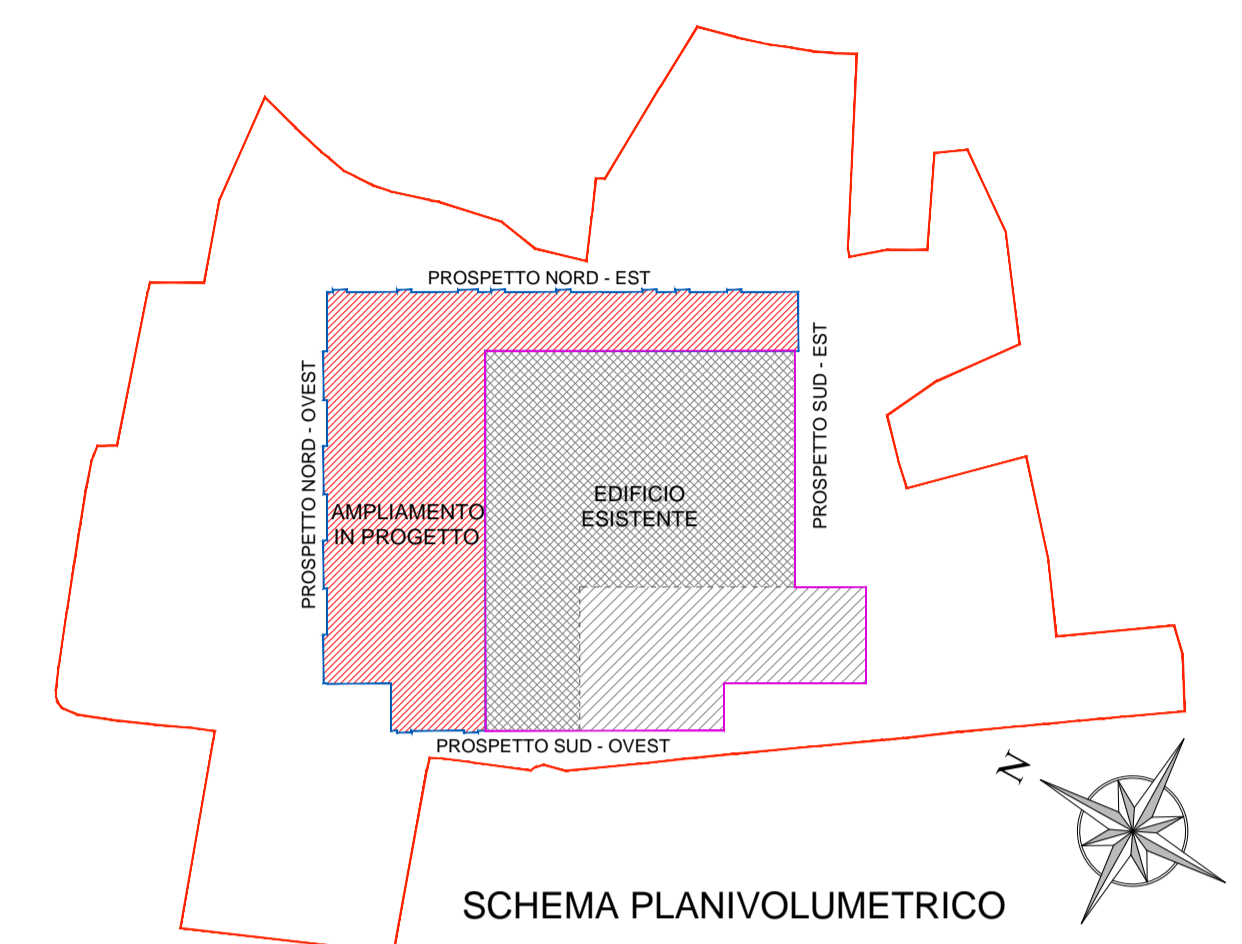 PROSPETTO NORD - EST
PROSPETTO NORD - OVEST
PROSPETTO SUD - EST
EDIFICIO
ESISTENTE
AMPLIAMENTO
IN PROGETTO
PROSPETTO SUD - OVEST
N
SCHEMA PLANIVOLUMETRICO